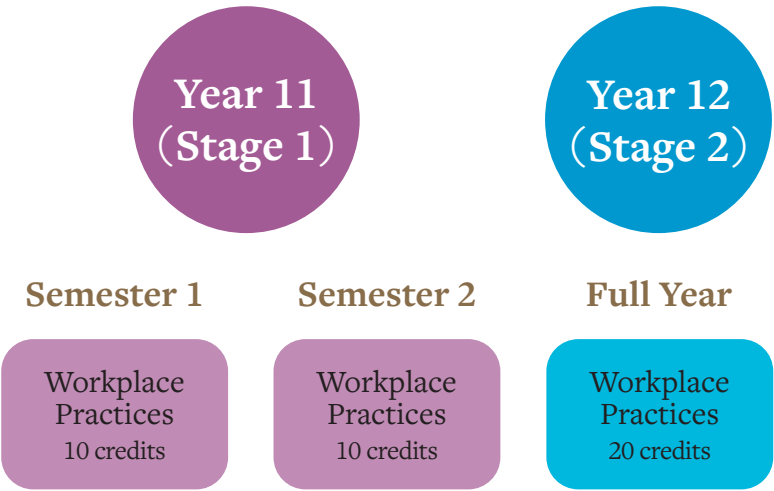 Year 11
(Stage 1)
Year 12
(Stage 2)
Semester 1
Semester 2
Full Year
Workplace
Practices
10 credits
Workplace
Practices
10 credits
Workplace
Practices
20 credits